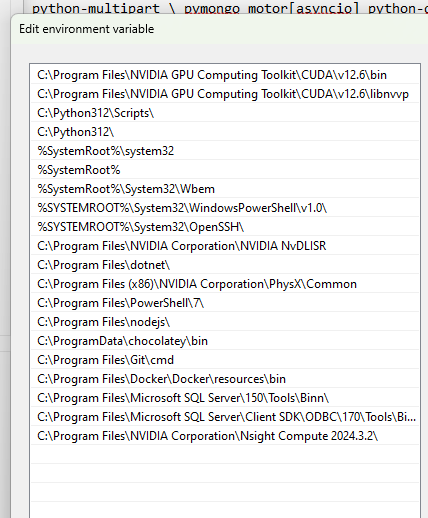 python-multipart \ pymongo motor[asyncio] python-
Edit environment variable
C:\Program Files\NVIDIA GPU Computing Toolkit\CUDA\v12.6\bin
C:\Program Files\NVIDIA GPU Computing Toolkit\CUDA\v12.6\libnvvp
C:\Python312\Scripts\
C:\Python312\
%SystemRoot%\system32
%SystemRoot%
%SystemRoot%\System32\Wbem
%SYSTEMROOT%\System32\WindowsPowerShell\v1.0\
%SYSTEMROOT%\System32\OpenSSH\
C:\Program Files\NVIDIA Corporation\NVIDIA NvDLISR
C:\Program Files\dotnet\
C:\Program Files (x86)\NVIDIA Corporation\PhysX\Common
C:\Program Files\PowerShell\7\
C:\Program Files\nodejs\
C:\ProgramData\chocolatey\bin
C:\Program Files\Git\cmd
C:\Program Files\Docker\Docker\resources\bin
C:\Program Files\Microsoft SQL Server\150\Tools\Binn\
C:\Program Files\Microsoft SQL Server\Client SDK\ODBC\170\Tools\Bi...
C:\Program Files\NVIDIA Corporation\Nsight Compute 2024.3.2\